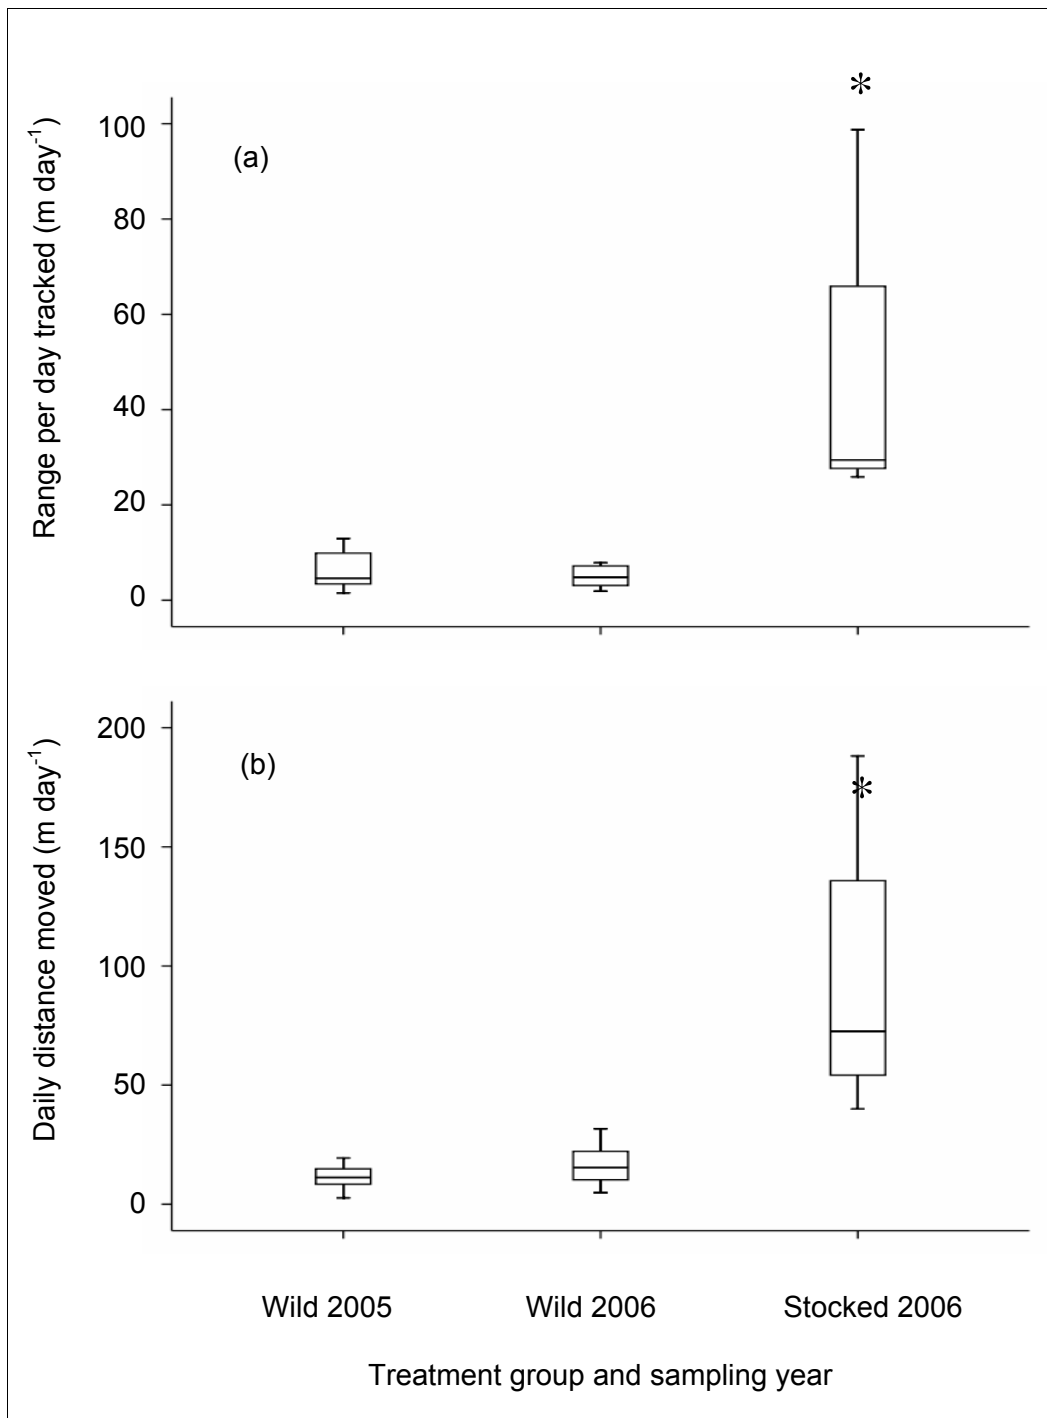 *
Range per day tracked (m day-1)
100
80
60
40
20
0
(a)
Daily distance moved (m day-1)
200
150
100
50
0
(b)
*
Wild 2005 Wild 2006 Stocked 2006
Treatment group and sampling year